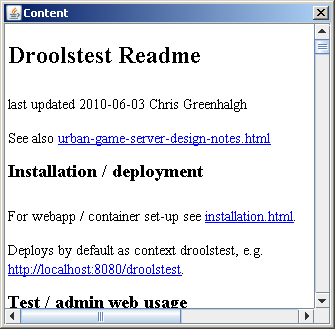 Content
Droolstest Readme
last updated 2010-06-03 Chris Greenhalgh
See also urban-game-server-design-notes.html
Installation / deployment
For webapp / container set-up see installation.html.
Deploys by default as context droolstest, e.g.
http://localhost:8080/droolstest.
Test / admin web usage